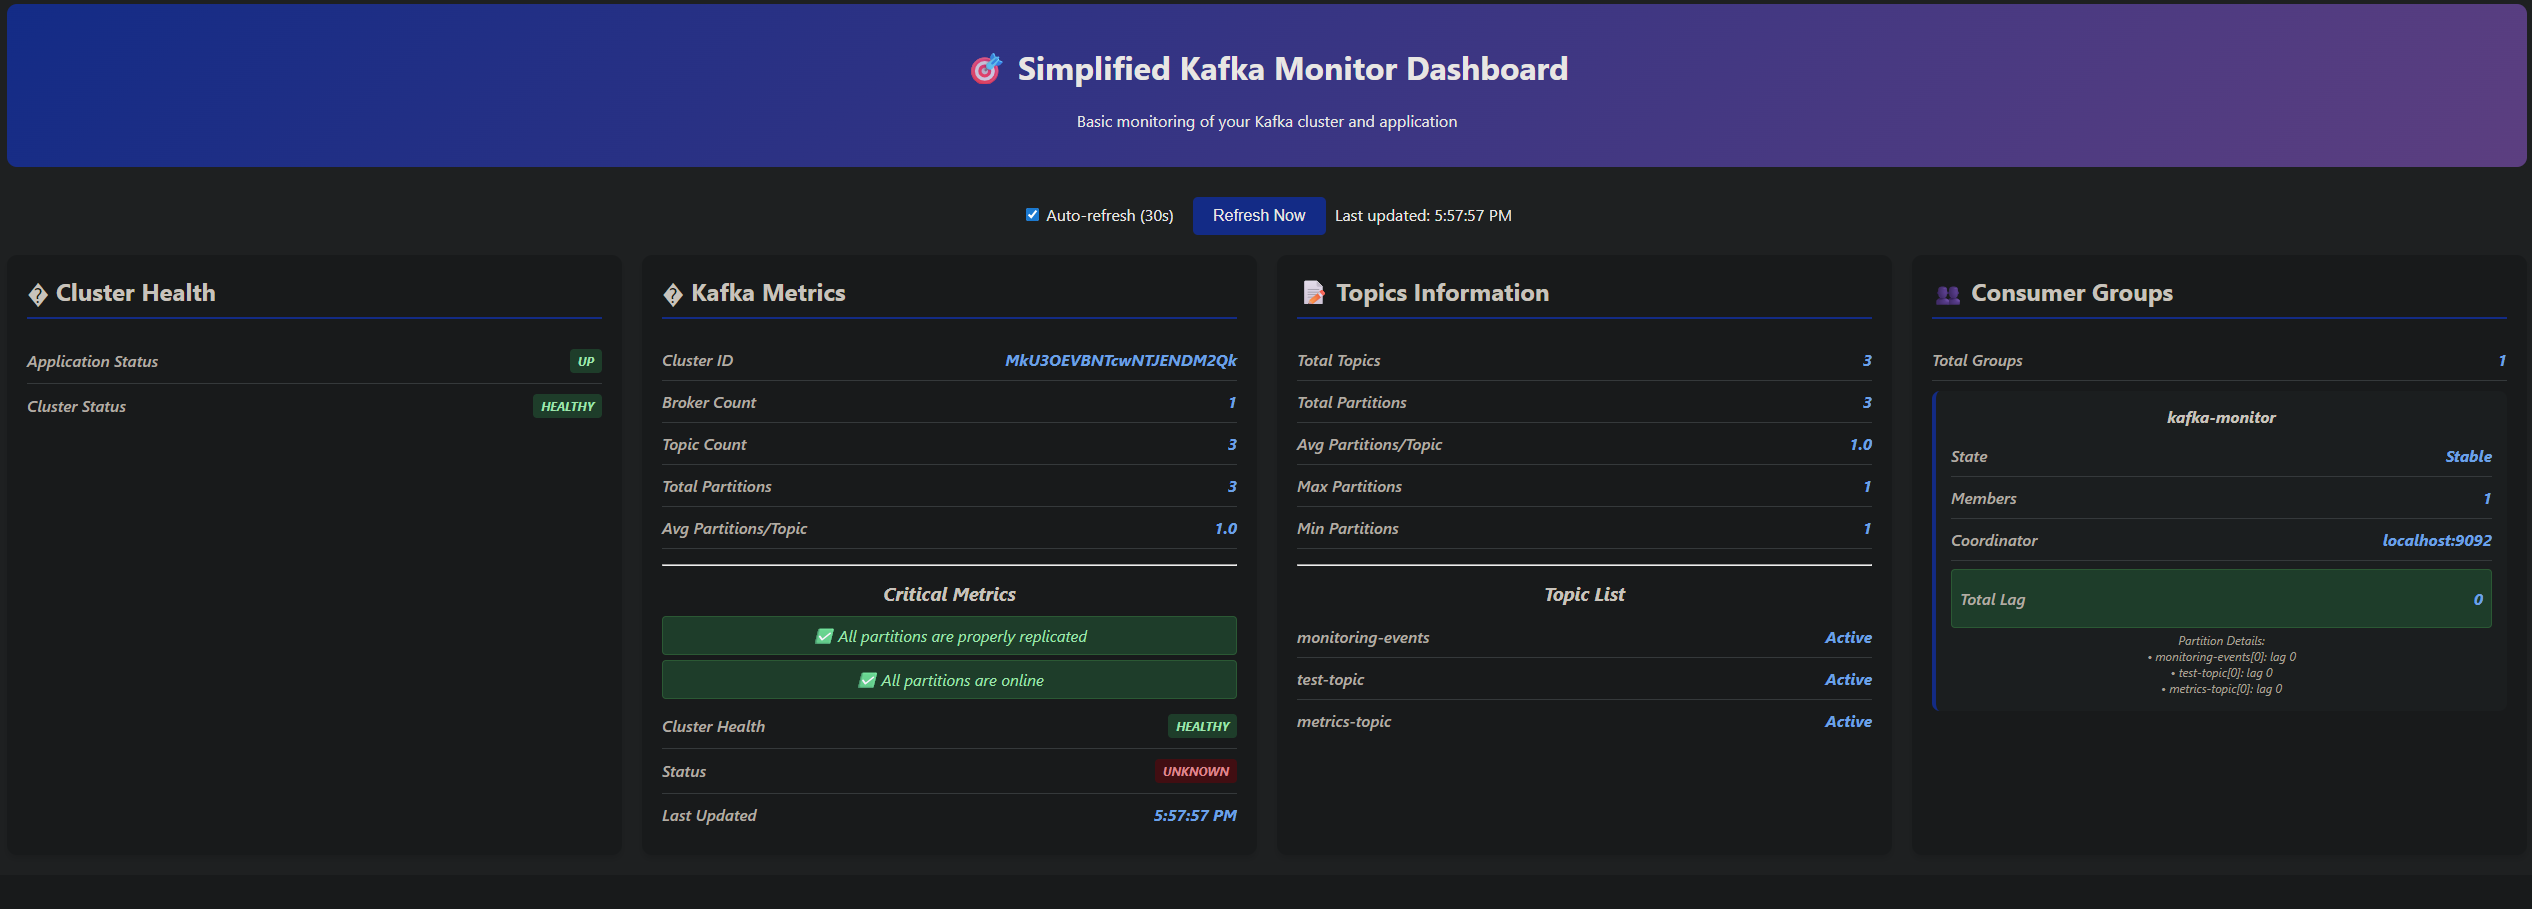 🎯 Simplified Kafka Monitor Dashboard
Basic monitoring of your Kafka cluster and application
Auto-refresh (30s) Refresh Now Last updated: 5:57:57 PM
� Cluster Health
Application Status UP
Cluster Status HEALTHY
� Kafka Metrics
Cluster ID MkU3OEVBNTcwNTJENDM2Qk
Broker Count 1
Topic Count 3
Total Partitions 3
Avg Partitions/Topic 1.0
Critical Metrics
✅ All partitions are properly replicated
✅ All partitions are online
Cluster Health HEALTHY
Status UNKNOWN
Last Updated 5:57:57 PM
📝 Topics Information
Total Topics 3
Total Partitions 3
Avg Partitions/Topic 1.0
Max Partitions 1
Min Partitions 1
Topic List
monitoring-events Active
test-topic Active
metrics-topic Active
👥 Consumer Groups
Total Groups 1
kafka-monitor
State Stable
Members 1
Coordinator localhost:9092
Total Lag 0
Partition Details:
• monitoring-events[0]: lag 0
• test-topic[0]: lag 0
• metrics-topic[0]: lag 0